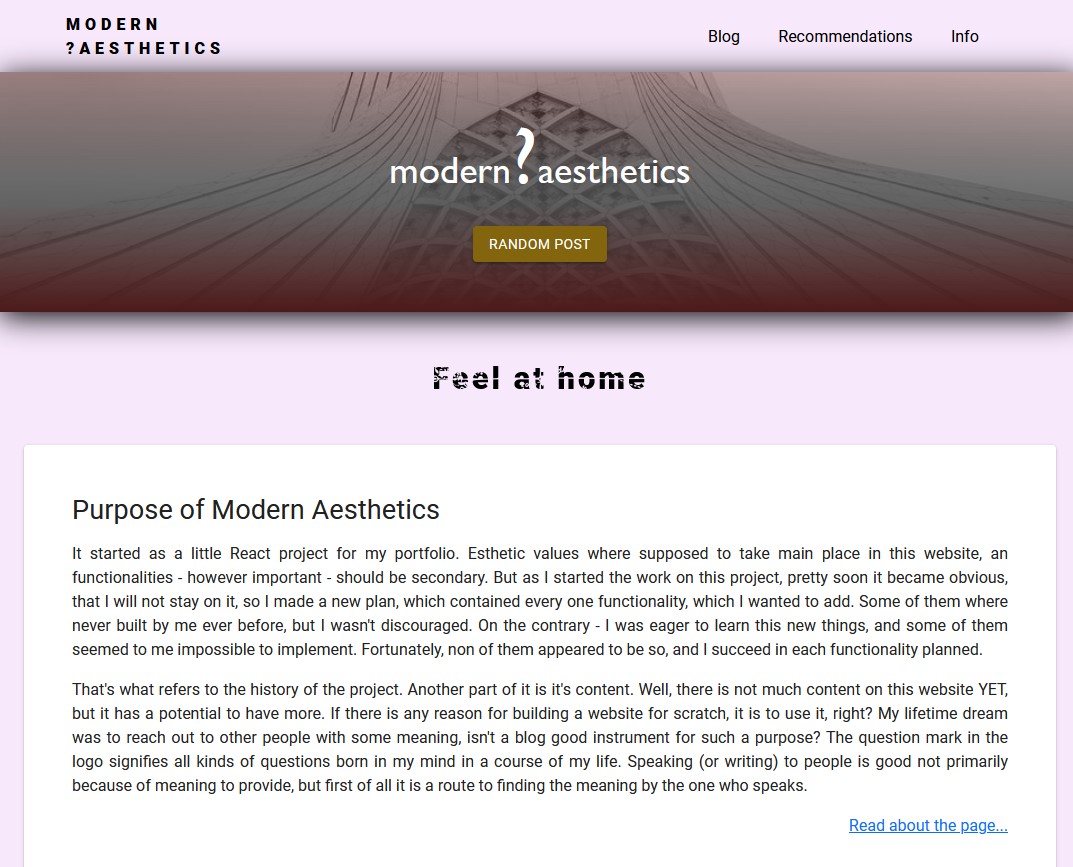 MODERN
?AESTHETICS
Blog Recommendations Info
modern?aesthetics
RANDOM POST
Feel at home
Purpose of Modern Aesthetics
It started as a little React project for my portfolio. Esthetic values where supposed to take main place in this website, an
functionalities - however important - should be secondary. But as I started the work on this project, pretty soon it became obvious,
that I will not stay on it, so I made a new plan, which contained every one functionality, which I wanted to add. Some of them where
never built by me ever before, but I wasn't discouraged. On the contrary - I was eager to learn this new things, and some of them
seemed to me impossible to implement. Fortunately, non of them appeared to be so, and I succeed in each functionality planned.
That's what refers to the history of the project. Another part of it is it's content. Well, there is not much content on this website YET,
but it has a potential to have more. If there is any reason for building a website for scratch, it is to use it, right? My lifetime dream
was to reach out to other people with some meaning, isn't a blog good instrument for such a purpose? The question mark in the
logo signifies all kinds of questions born in my mind in a course of my life. Speaking (or writing) to people is good not primarily
because of meaning to provide, but first of all it is a route to finding the meaning by the one who speaks.
Read about the page...